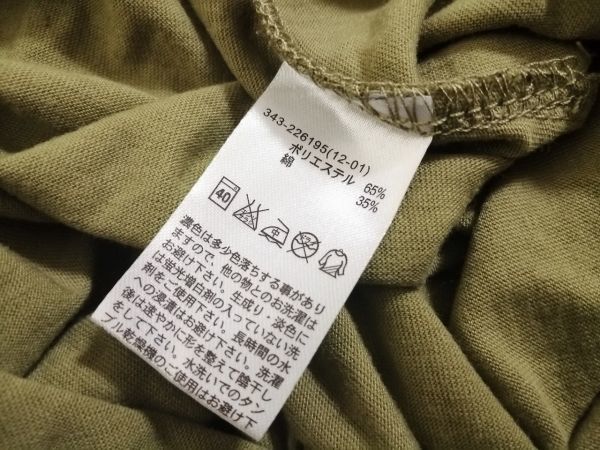 343-226195(12-01)
ポリエステル 65%
綿 35%
40 中
濃色は多少色落ちする事があり
ますので、他の物とのお洗濯は
お避け下さい。生成り、淡色に
は蛍光増白剤の入っていない洗
剤をご使用下さい。長時間の水
への浸漬はお避け下さい。洗濯
後は速やかに形を整えて陰干し
をして下さい。水洗いでのタン
ブル乾燥機のご使用はお避け下